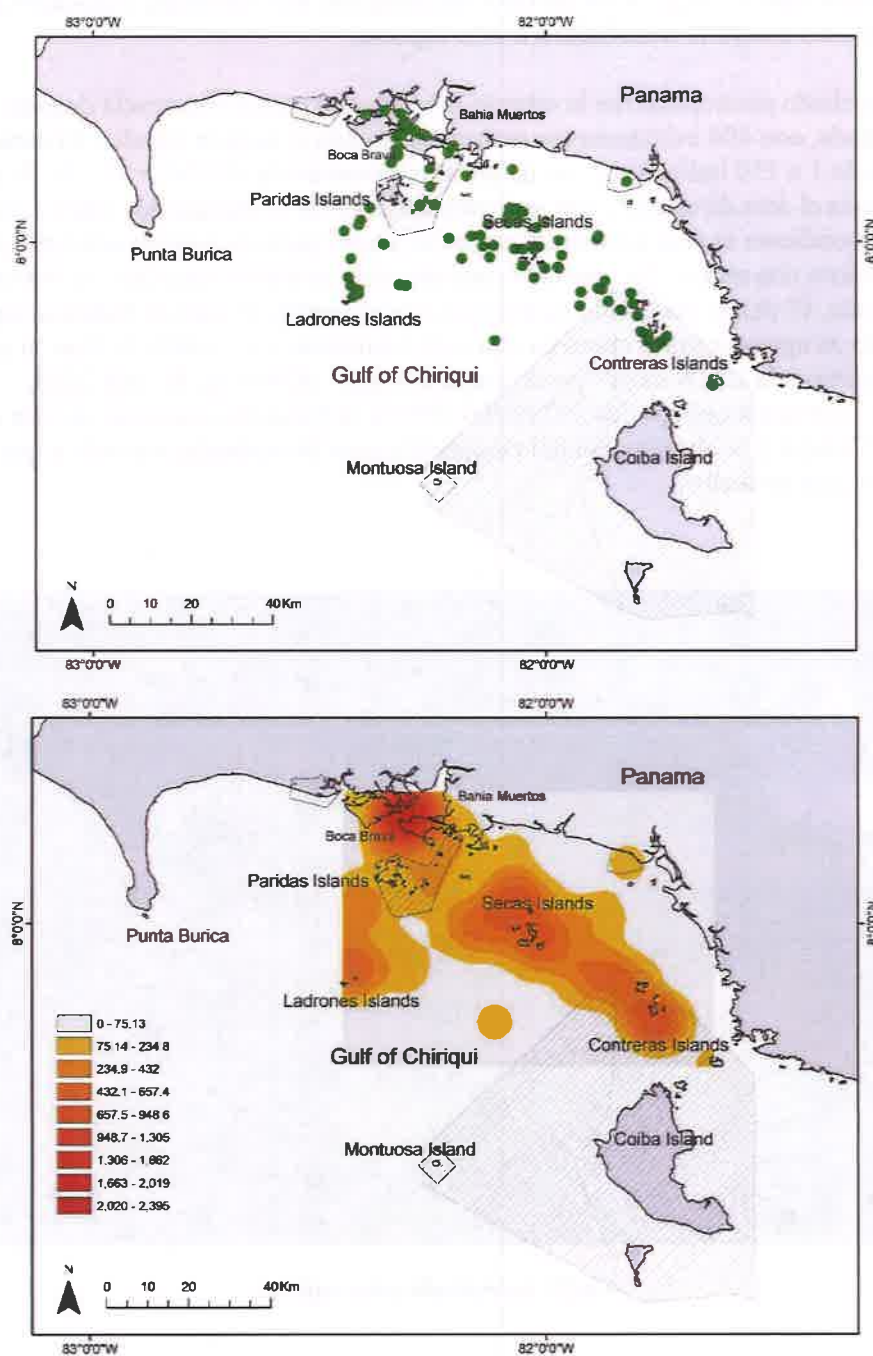 83°0'0"W 82°0'0"W
Panama
Bahia Muertos
Boca Brava
Paridas Islands
Secas Islands
8°0'0"N 8°0'0"N
Punta Burica
Ladrones Islands
Contreras Islands
Gulf of Chiriqui
Coiba Island
Montuosa Island
N
0 10 20 40 Km
83°0'0"W 82°0'0"W
83°0'0"W 82°0'0"W
Panama
Bahia Muertos
Boca Brava
Paridas Islands
Secas Islands
8°0'0"N 8°0'0"N
Punta Burica
Ladrones Islands
0 - 75.13
75.14 - 234.8
234.9 - 432
432.1 - 657.4
657.5 - 948.6
948.7 - 1,305
1,306 - 1,662
1,663 - 2,019
2,020 - 2,395
Contreras Islands
Gulf of Chiriqui
Coiba Island
Montuosa Island
N
0 10 20 40 Km
83°0'0"W 82°0'0"W